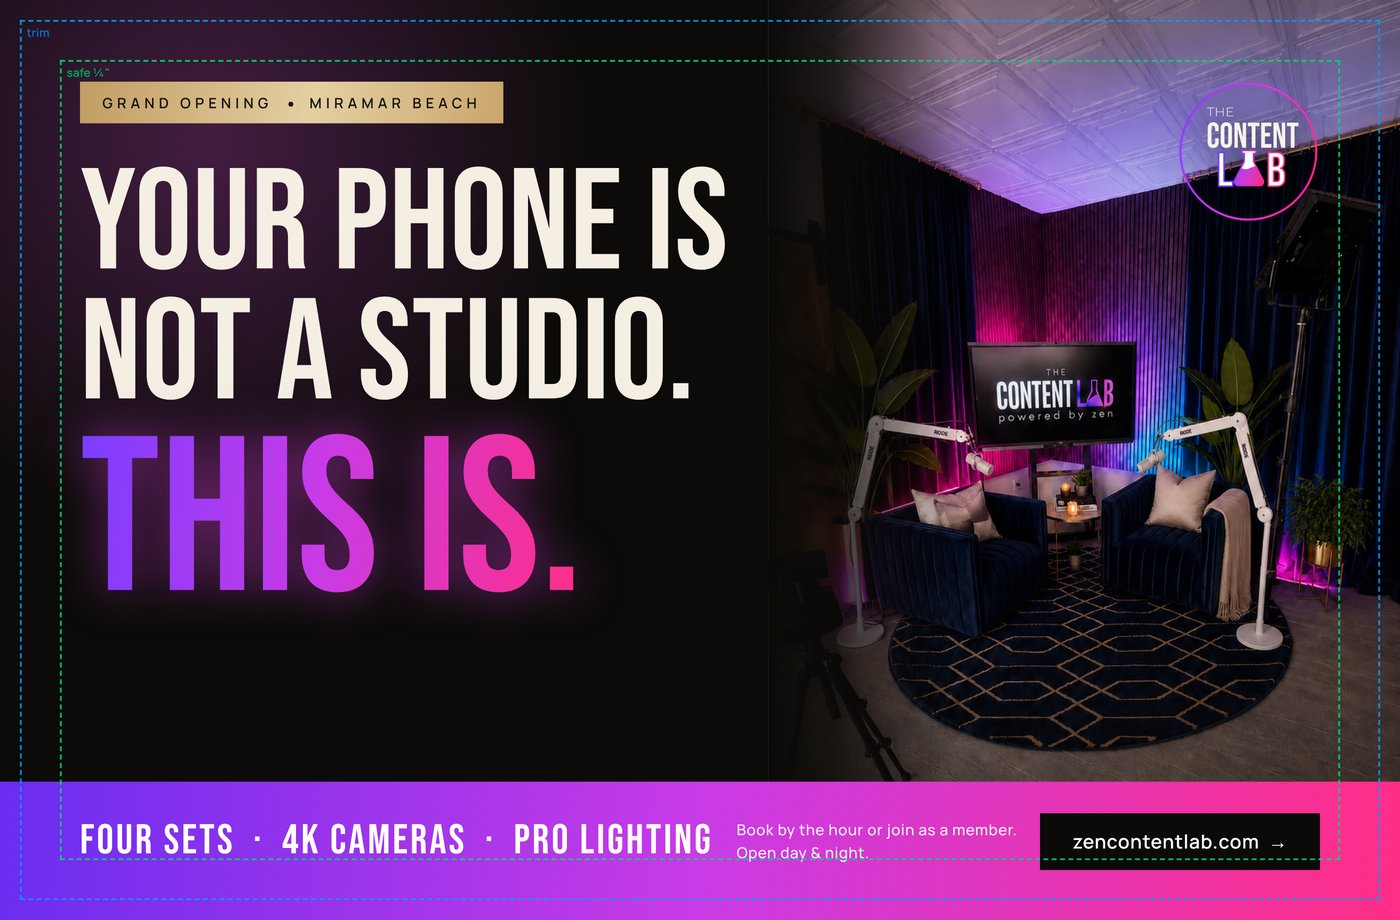 trim
safe ¼"
GRAND OPENING • MIRAMAR BEACH
YOUR PHONE IS
NOT A STUDIO.
THIS IS.
THE
CONTENT
LAB
THE
CONTENT LAB
powered by zen
RODE
RODE
RODE
RODE
FOUR SETS · 4K CAMERAS · PRO LIGHTING
Book by the hour or join as a member.
Open day & night.
zencontentlab.com →